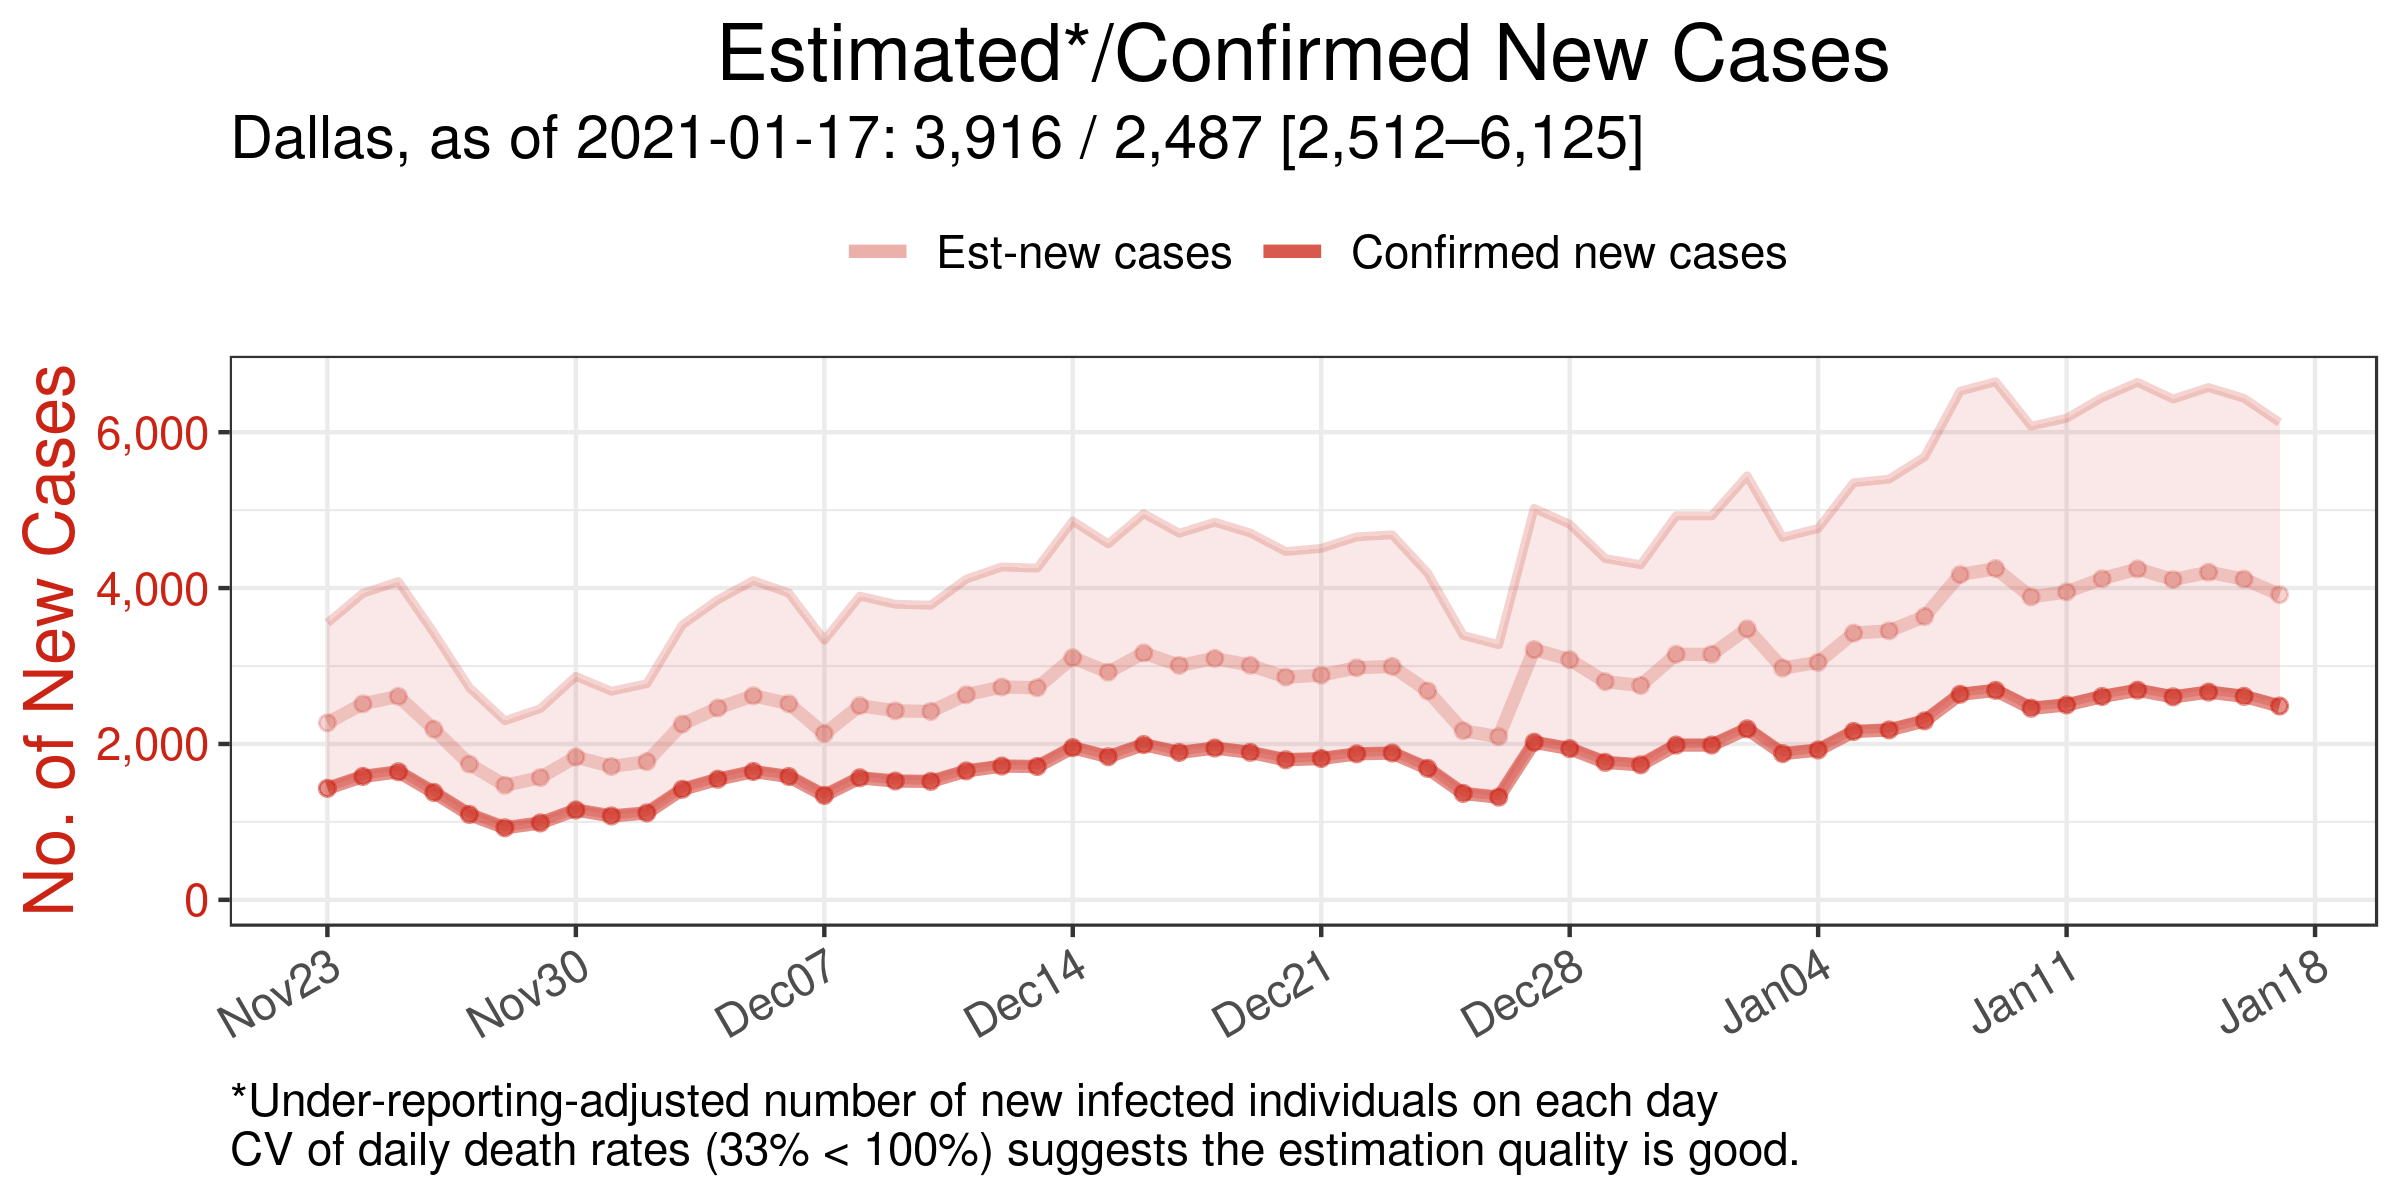 Estimated*/Confirmed New Cases
Dallas, as of 2021-01-17: 3,916 / 2,487 [2,512–6,125]
Est-new cases
Confirmed new cases
No. of New Cases
6,000
4,000
2,000
0
Nov23
Nov30
Dec07
Dec14
Dec21
Dec28
Jan04
Jan11
Jan18
*Under-reporting-adjusted number of new infected individuals on each day
CV of daily death rates (33% < 100%) suggests the estimation quality is good.